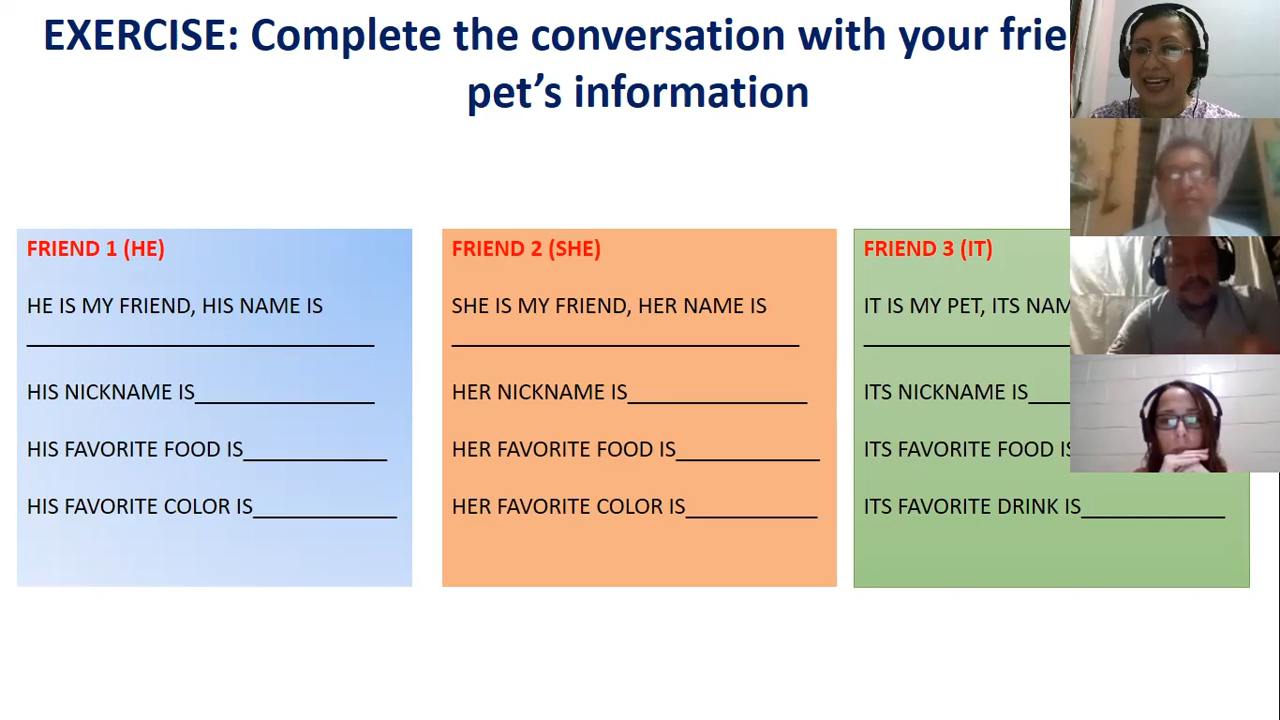 EXERCISE: Complete the conversation with your
pet's information
FRIEND 1 (HE)
HE IS MY FRIEND, HIS NAME IS
HIS NICKNAME IS
HIS FAVORITE FOOD IS
HIS FAVORITE COLOR IS
FRIEND 2 (SHE)
SHE IS MY FRIEND, HER NAME IS
HER NICKNAME IS
HER FAVORITE FOOD IS
HER FAVORITE COLOR IS
FRIEND 3 (IT)
IT IS MY PET, ITS
ITS NICKNAME IS
ITS FAVORITE FOOD IS
ITS FAVORITE DRINK IS